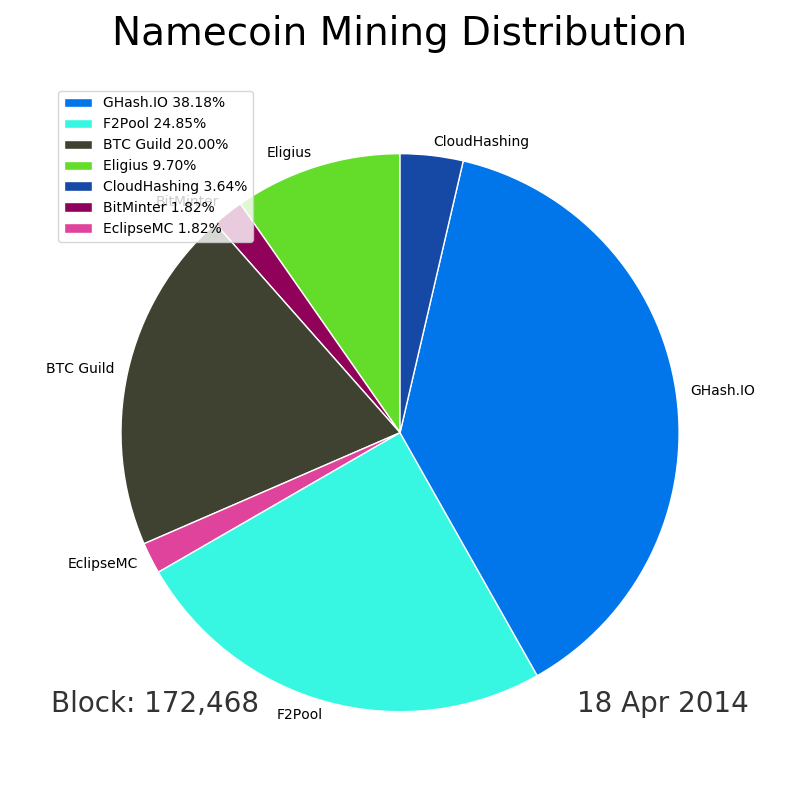 Namecoin Mining Distribution
GHash.IO 38.18%
F2Pool 24.85%
BTC Guild 20.00%
Eligius 9.70%
CloudHashing 3.64%
BitMinter 1.82%
EclipseMC 1.82%
CloudHashing
Eligius
BitMinter
BTC Guild
GHash.IO
EclipseMC
F2Pool
Block: 172,468
18 Apr 2014